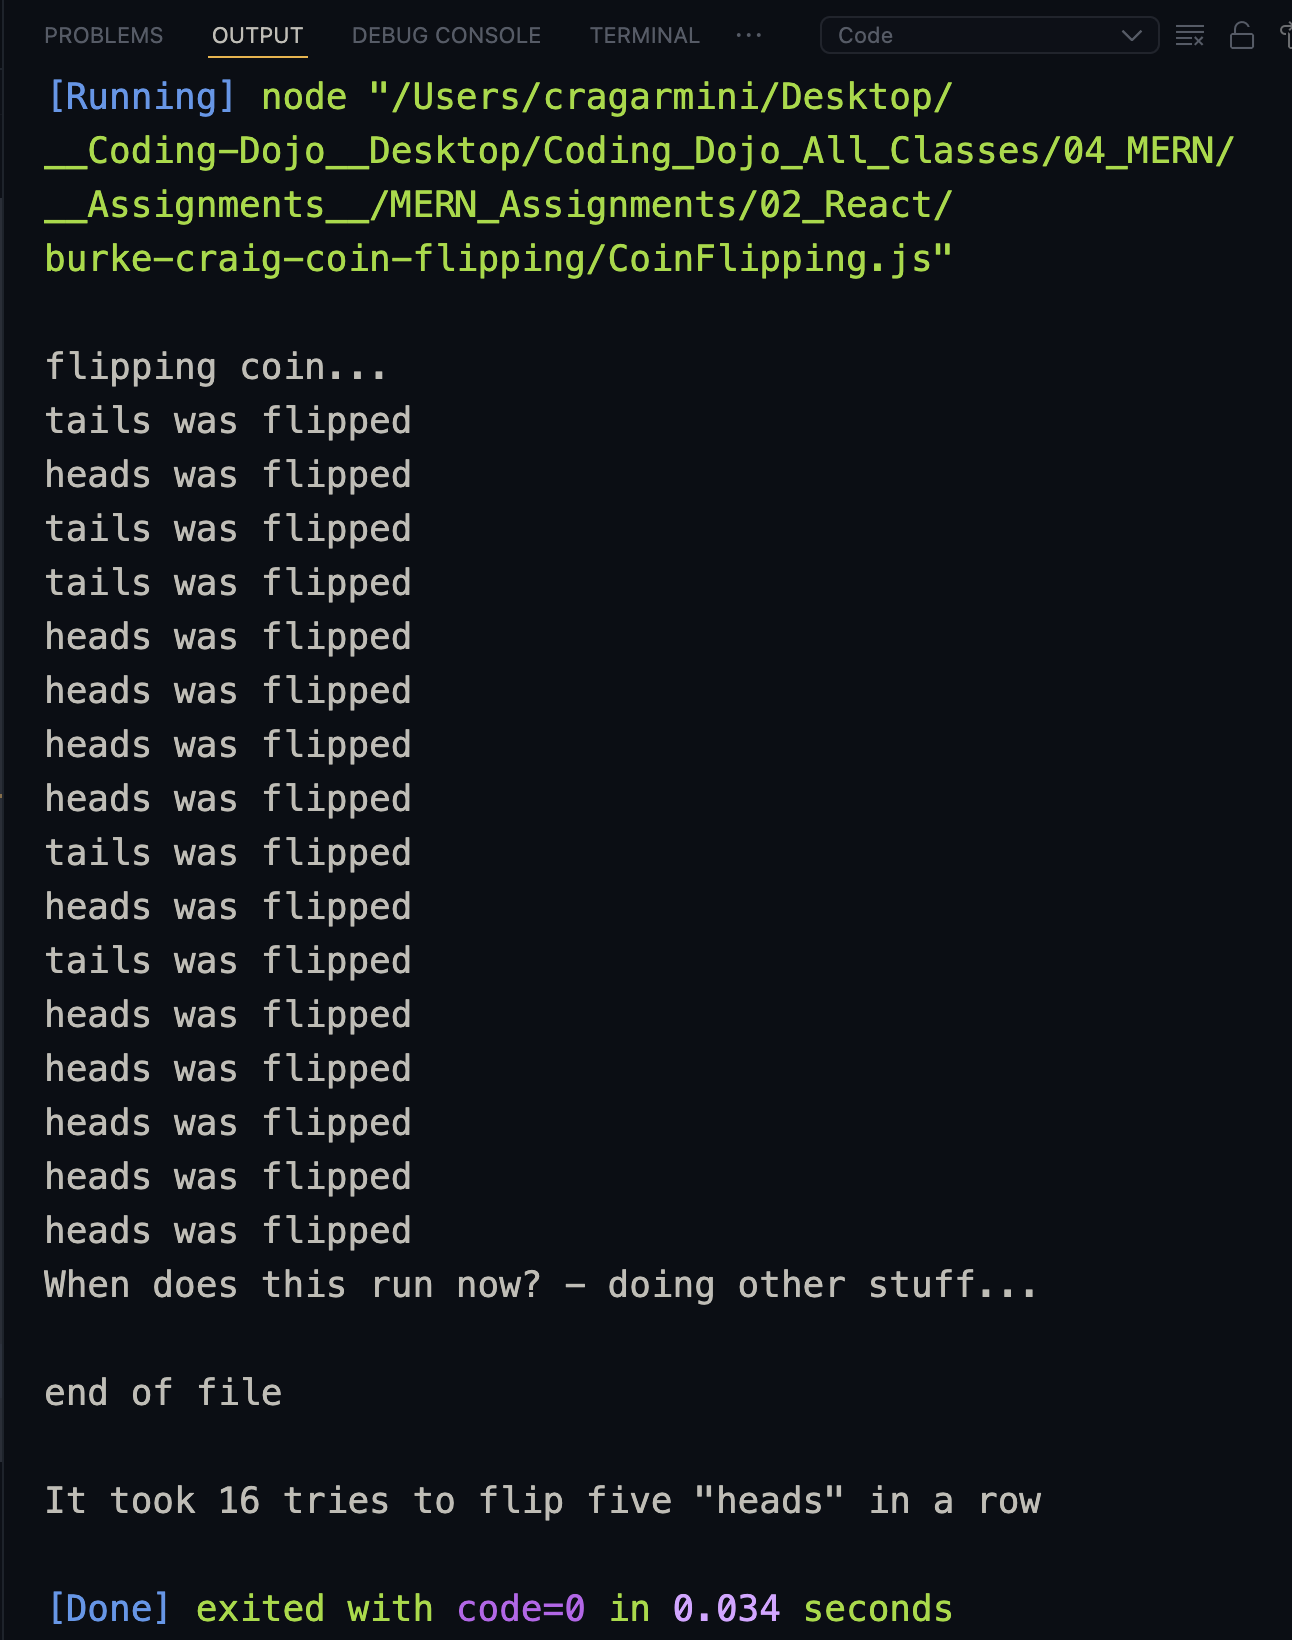 PROBLEMS OUTPUT DEBUG CONSOLE TERMINAL ... Code
[Running] node "/Users/cragarmini/Desktop/
__Coding-Dojo__Desktop/Coding_Dojo_All_Classes/04_MERN/
__Assignments__/MERN_Assignments/02_React/
burke-craig-coin-flipping/CoinFlipping.js"
flipping coin...
tails was flipped
heads was flipped
tails was flipped
tails was flipped
heads was flipped
heads was flipped
heads was flipped
heads was flipped
tails was flipped
heads was flipped
tails was flipped
heads was flipped
heads was flipped
heads was flipped
heads was flipped
heads was flipped
When does this run now? - doing other stuff...
end of file
It took 16 tries to flip five "heads" in a row
[Done] exited with code=0 in 0.034 seconds